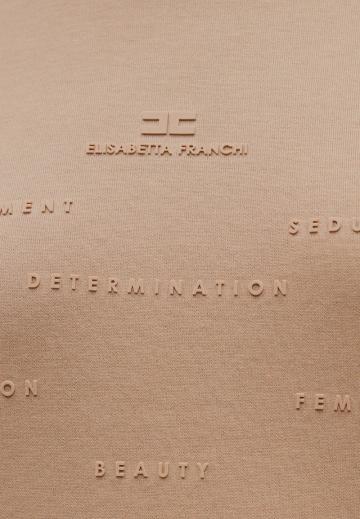 ELISABETTA FRANCHI
MENT
SEDU
DETERMINATION
ON
FEM
BEAUTY